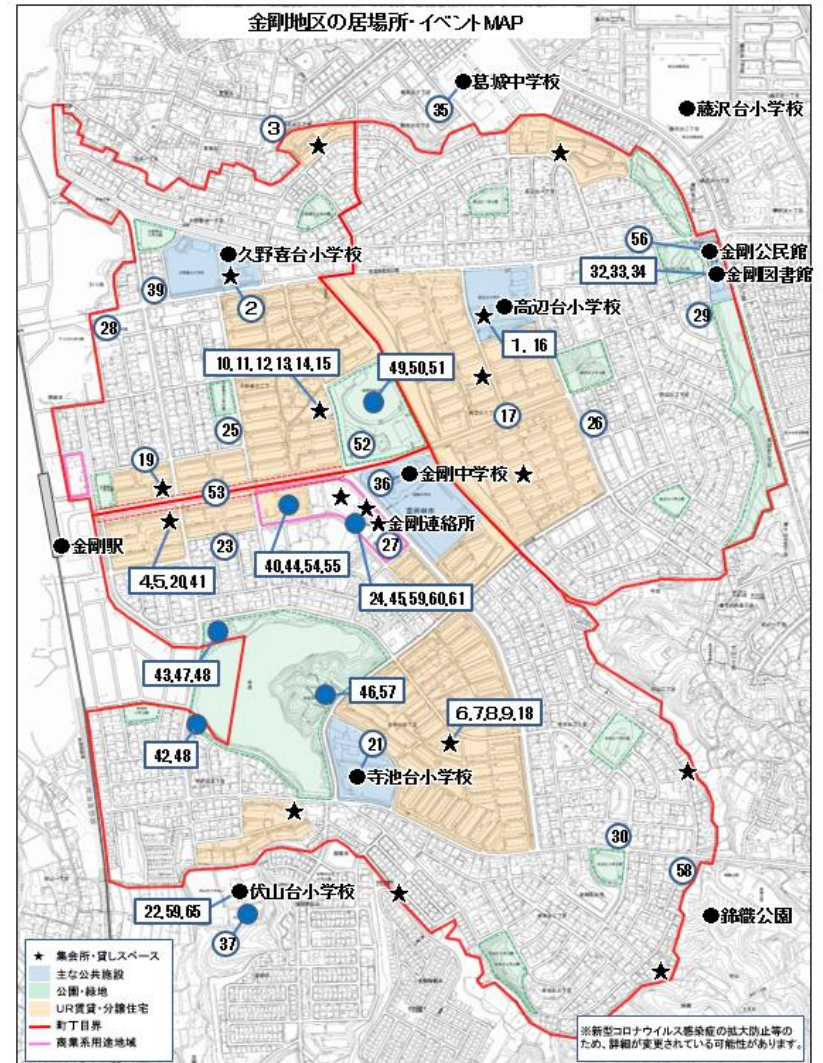 金剛地区の居場所・イベントMAP
葛城中学校
35
藤沢台小学校
3
56
金剛公民館
久野喜台小学校
32,33,34
金剛図書館
39
2
高辺台小学校
29
28
1，16
10,11,12,13,14,15
49,50,51
17
25
52
26
19
53
36
金剛中学校
金剛駅
金剛連絡所
23
27
4,5,20,41
40,44,54,55
24,45,59,60,61
43,47,48
46,57
6,7,8,9,18
42,48
21
寺池台小学校
30
58
伏山台小学校
22,59,65
錦織公園
37
★ 集会所・貸しスペース
主な公共施設
公園・緑地
UR賃貸・分譲住宅
町丁目界
商業系用途地域
※新型コロナウイルス感染症の拡大防止等の
ため、詳細が変更されている可能性があります。